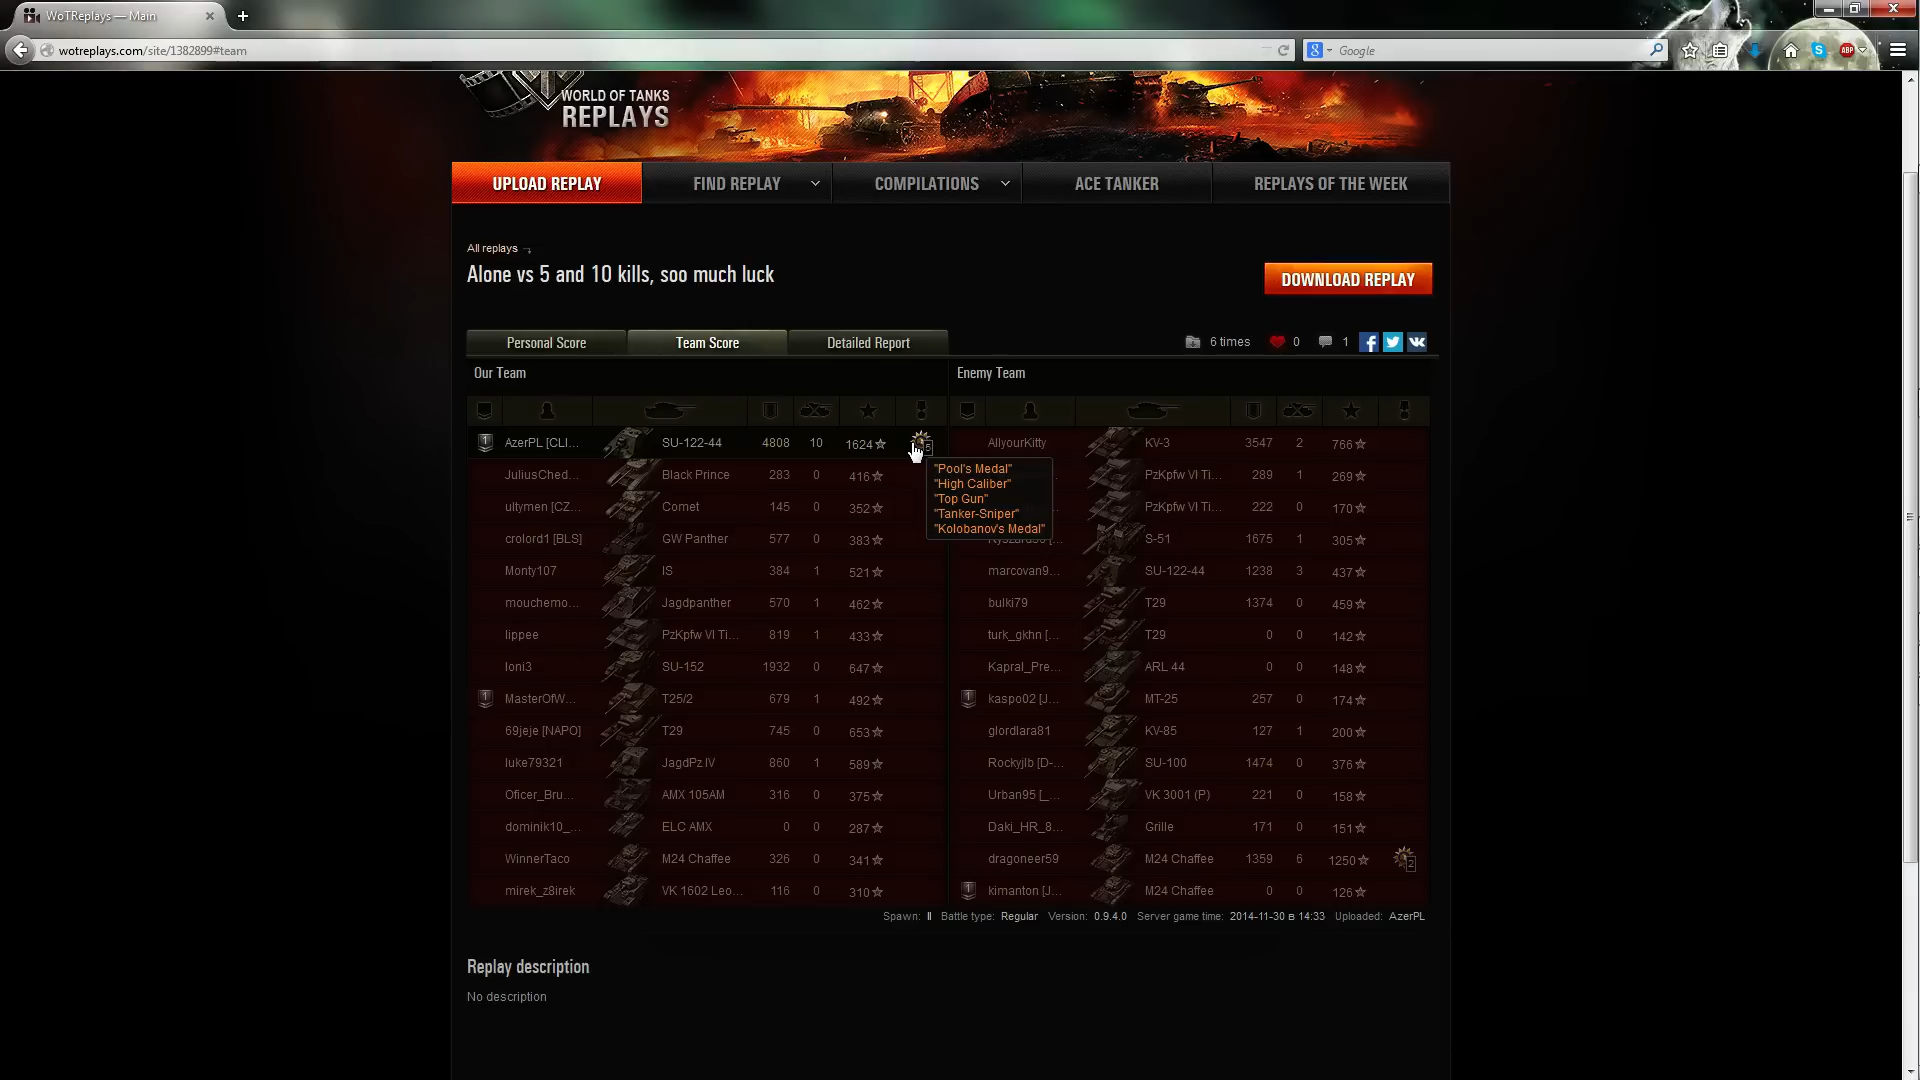 WoTReplays — Main
wotreplays.com/site/1382899#team
Google
WORLD OF TANKS
REPLAYS
UPLOAD REPLAY
FIND REPLAY
COMPILATIONS
ACE TANKER
REPLAYS OF THE WEEK
All replays
Alone vs 5 and 10 kills, soo much luck
DOWNLOAD REPLAY
Personal Score
Team Score
Detailed Report
6 times
0
1
Our Team
Enemy Team
AzerPL [CLI... SU-122-44 4808 10 1624
AllyourKitty KV-3 3547 2 766
"Pool's Medal"
"High Caliber"
"Top Gun"
"Tanker-Sniper"
"Kolobanov's Medal"
JuliusChed... Black Prince 283 0 416
PzKpfw VI Ti... 289 1 269
ultymen [CZ... Comet 145 0 352
PzKpfw VI Ti... 222 0 170
crolord1 [BLS] GW Panther 577 0 383
S-51 1675 1 305
Monty107 IS 384 1 521
marcovan9... SU-122-44 1238 3 437
mouchemo... Jagdpanther 570 1 462
bulki79 T29 1374 0 459
lippee PzKpfw VI Ti... 819 1 433
turk_gkhn [... T29 0 0 142
loni3 SU-152 1932 0 647
Kapral_Pre... ARL 44 0 0 148
1 MasterOfW... T25/2 679 1 492
1 kaspo02 [J... MT-25 257 0 174
69jeje [NAPO] T29 745 0 653
glordlara81 KV-85 127 1 200
luke79321 JagdPz IV 860 1 589
Rockyjlb [D-... SU-100 1474 0 376
Oficer_Bru... AMX 105AM 316 0 375
Urban95 [_... VK 3001 (P) 221 0 158
dominik10_... ELC AMX 0 0 287
Daki_HR_8... Grille 171 0 151
WinnerTaco M24 Chaffee 326 0 341
dragoneer59 M24 Chaffee 1359 6 1250 2
mirek_z8irek VK 1602 Leo... 116 0 310
1 kimanton [J... M24 Chaffee 0 0 126
Spawn: II Battle type: Regular Version: 0.9.4.0 Server game time: 2014-11-30 в 14:33 Uploaded: AzerPL
Replay description
No description